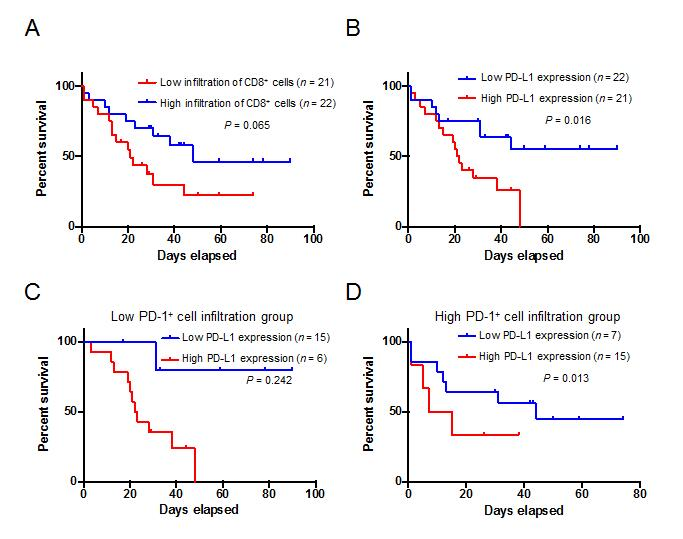 A
Low infiltration of CD8⁺ cells (n = 21)
High infiltration of CD8⁺ cells (n = 22)
P = 0.065
Percent survival
100
50
0
0 20 40 60 80 100
Days elapsed
B
Low PD-L1 expression (n = 22)
High PD-L1 expression (n = 21)
P = 0.016
Percent survival
100
50
0
0 20 40 60 80 100
Days elapsed
C
Low PD-1⁺ cell infiltration group
Low PD-L1 expression (n = 15)
High PD-L1 expression (n = 6)
P = 0.242
Percent survival
100
50
0
0 20 40 60 80 100
Days elapsed
D
High PD-1⁺ cell infiltration group
Low PD-L1 expression (n = 7)
High PD-L1 expression (n = 15)
P = 0.013
Percent survival
100
50
0
0 20 40 60 80
Days elapsed